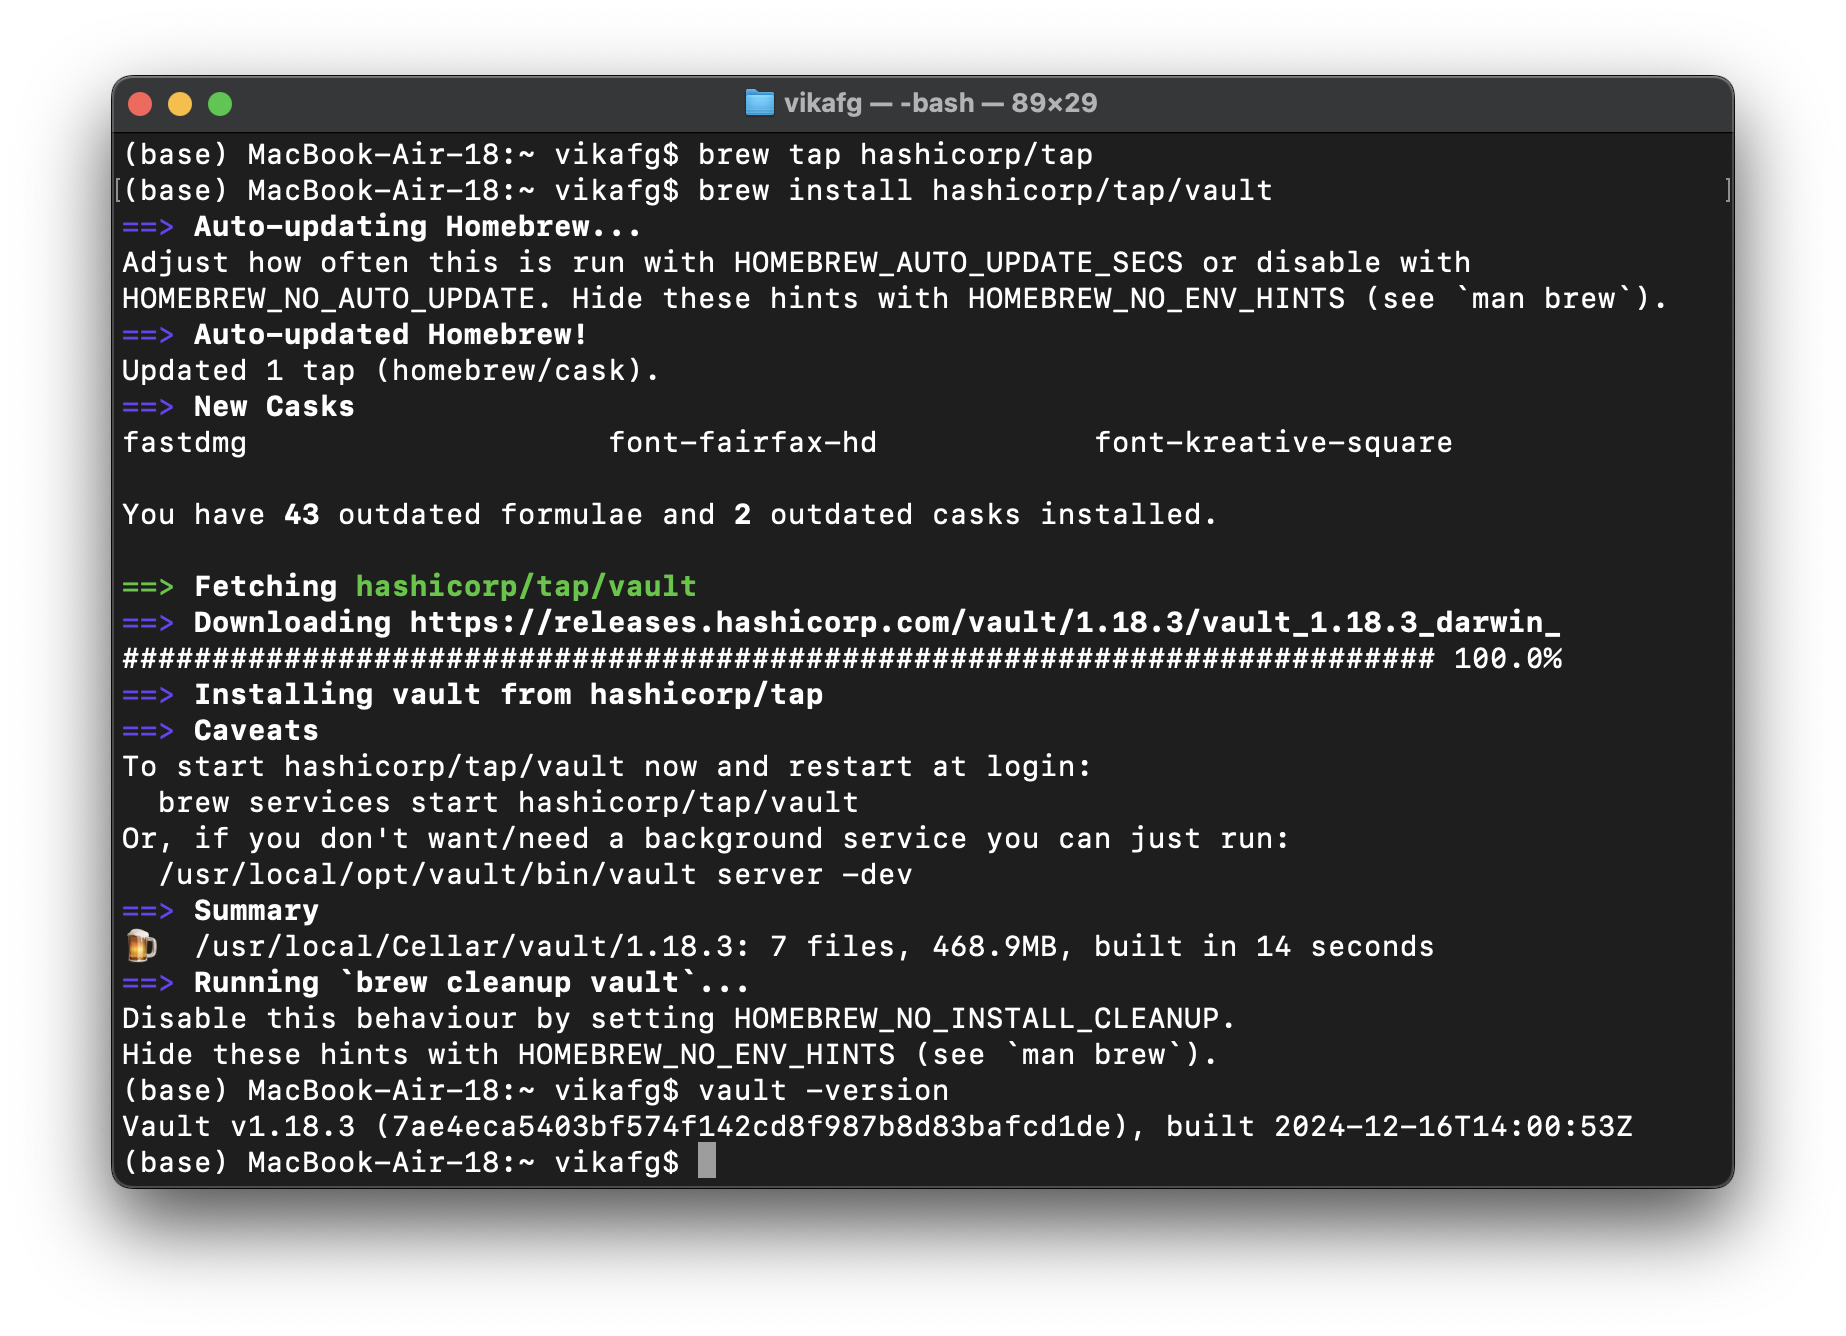 vikafg — -bash — 89×29
(base) MacBook-Air-18:~ vikafg$ brew tap hashicorp/tap
[(base) MacBook-Air-18:~ vikafg$ brew install hashicorp/tap/vault ]
==> Auto-updating Homebrew...
Adjust how often this is run with HOMEBREW_AUTO_UPDATE_SECS or disable with
HOMEBREW_NO_AUTO_UPDATE. Hide these hints with HOMEBREW_NO_ENV_HINTS (see `man brew`).
==> Auto-updated Homebrew!
Updated 1 tap (homebrew/cask).
==> New Casks
fastdmg font-fairfax-hd font-kreative-square
You have 43 outdated formulae and 2 outdated casks installed.
==> Fetching hashicorp/tap/vault
==> Downloading https://releases.hashicorp.com/vault/1.18.3/vault_1.18.3_darwin_
######################################################################### 100.0%
==> Installing vault from hashicorp/tap
==> Caveats
To start hashicorp/tap/vault now and restart at login:
brew services start hashicorp/tap/vault
Or, if you don't want/need a background service you can just run:
/usr/local/opt/vault/bin/vault server -dev
==> Summary
🍺 /usr/local/Cellar/vault/1.18.3: 7 files, 468.9MB, built in 14 seconds
==> Running `brew cleanup vault`...
Disable this behaviour by setting HOMEBREW_NO_INSTALL_CLEANUP.
Hide these hints with HOMEBREW_NO_ENV_HINTS (see `man brew`).
(base) MacBook-Air-18:~ vikafg$ vault -version
Vault v1.18.3 (7ae4eca5403bf574f142cd8f987b8d83bafcd1de), built 2024-12-16T14:00:53Z
(base) MacBook-Air-18:~ vikafg$